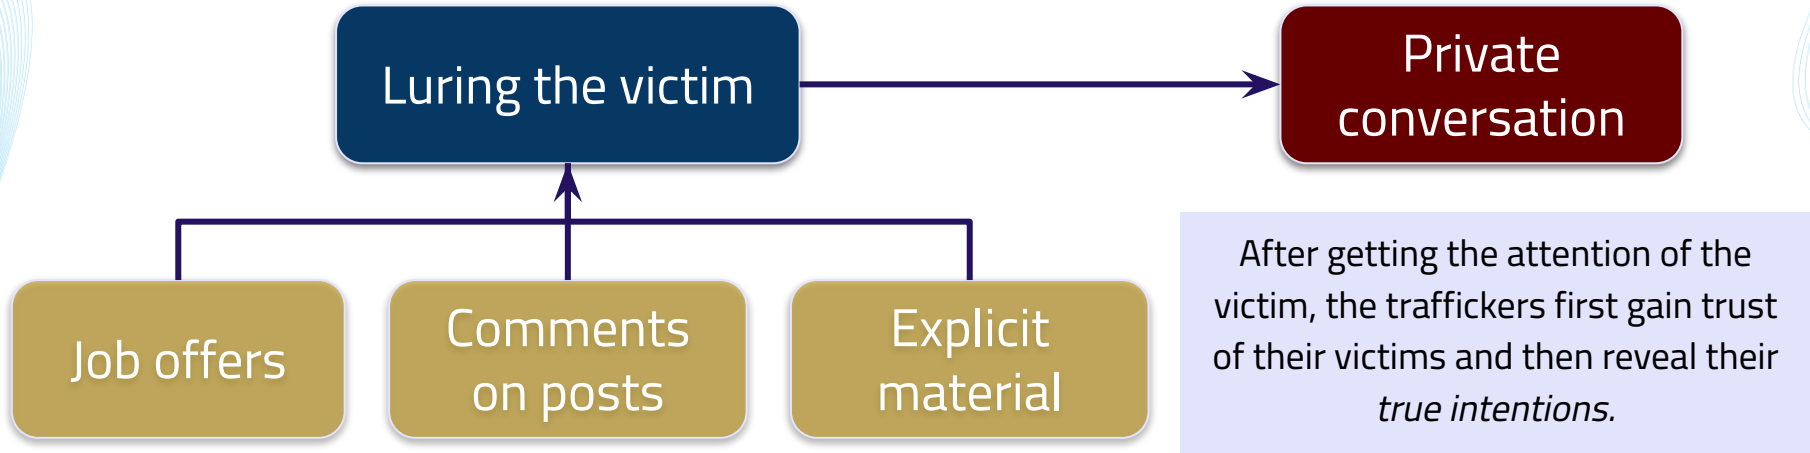 Luring the victim
Private
conversation
Job offers
Comments
on posts
Explicit
material
After getting the attention of the
victim, the traffickers first gain trust
of their victims and then reveal their
true intentions.